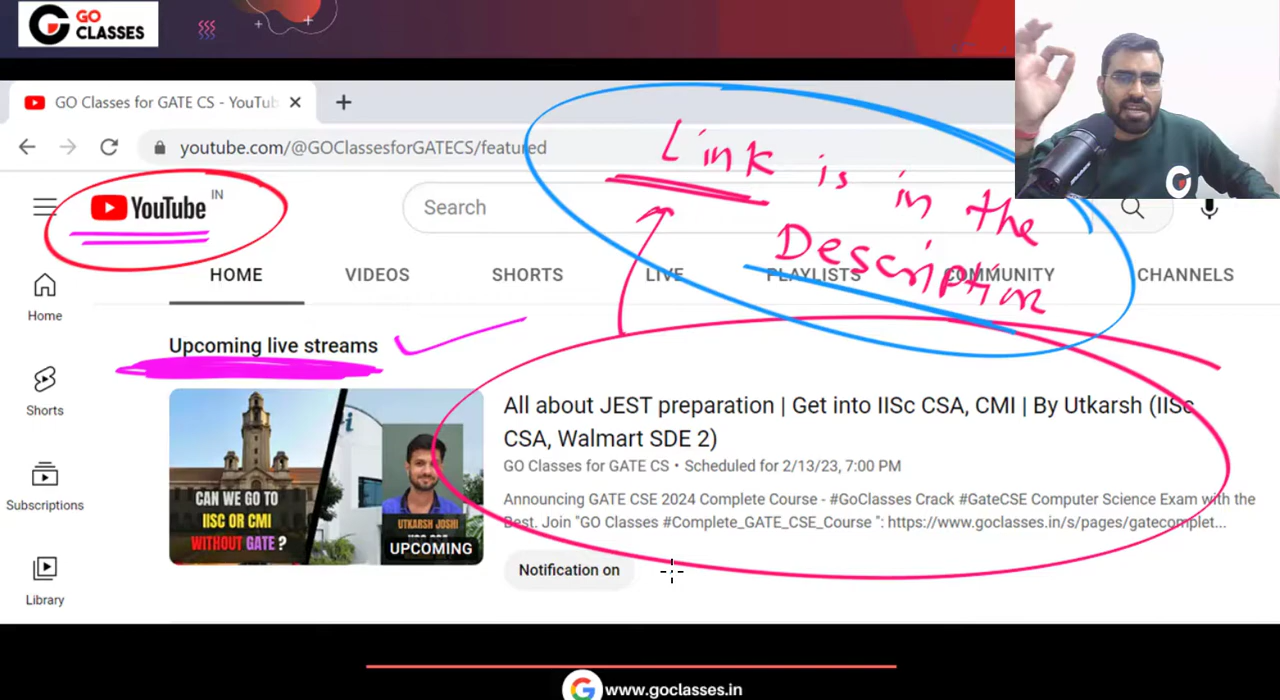 GO
CLASSES
GO Classes for GATE CS - YouTub
youtube.com/@GOClassesforGATECS/featured
Link is in the
Description
YouTube IN
Search
HOME VIDEOS SHORTS LIVE PLAYLISTS COMMUNITY CHANNELS
Home
Shorts
Subscriptions
Library
Upcoming live streams
CAN WE GO TO
IISC OR CMI
WITHOUT GATE ?
UTKARSH JOSHI
UPCOMING
All about JEST preparation | Get into IISc CSA, CMI | By Utkarsh (IISc
CSA, Walmart SDE 2)
GO Classes for GATE CS • Scheduled for 2/13/23, 7:00 PM
Announcing GATE CSE 2024 Complete Course - #GoClasses Crack #GateCSE Computer Science Exam with the
Best. Join "GO Classes #Complete_GATE_CSE_Course ": https://www.goclasses.in/s/pages/gatecomplet...
Notification on
www.goclasses.in